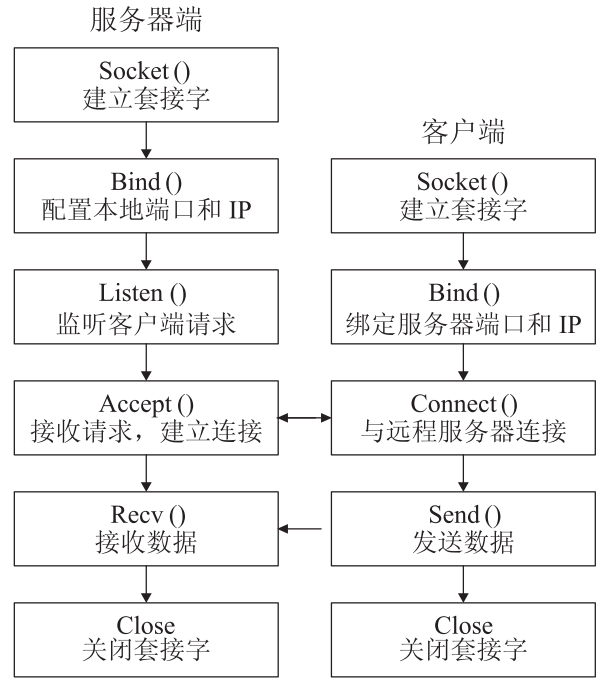 服务器端
Socket ()
建立套接字
Bind ()
配置本地端口和 IP
Listen ()
监听客户端请求
Accept ()
接收请求，建立连接
Recv ()
接收数据
Close
关闭套接字
客户端
Socket ()
建立套接字
Bind ()
绑定服务器端口和 IP
Connect ()
与远程服务器连接
Send ()
发送数据
Close
关闭套接字